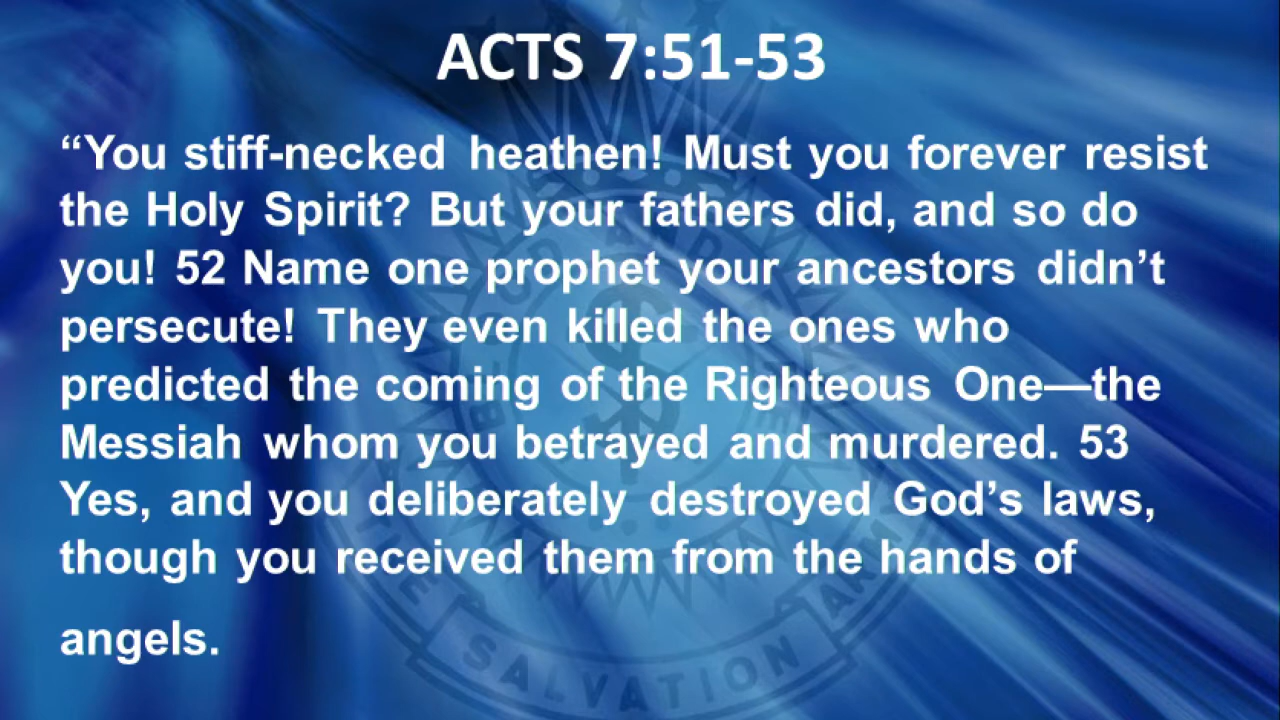 ACTS 7:51-53
“You stiff-necked heathen! Must you forever resist
the Holy Spirit? But your fathers did, and so do
you! 52 Name one prophet your ancestors didn’t
persecute! They even killed the ones who
predicted the coming of the Righteous One—the
Messiah whom you betrayed and murdered. 53
Yes, and you deliberately destroyed God’s laws,
though you received them from the hands of
angels.
THE SALVATION ARMY